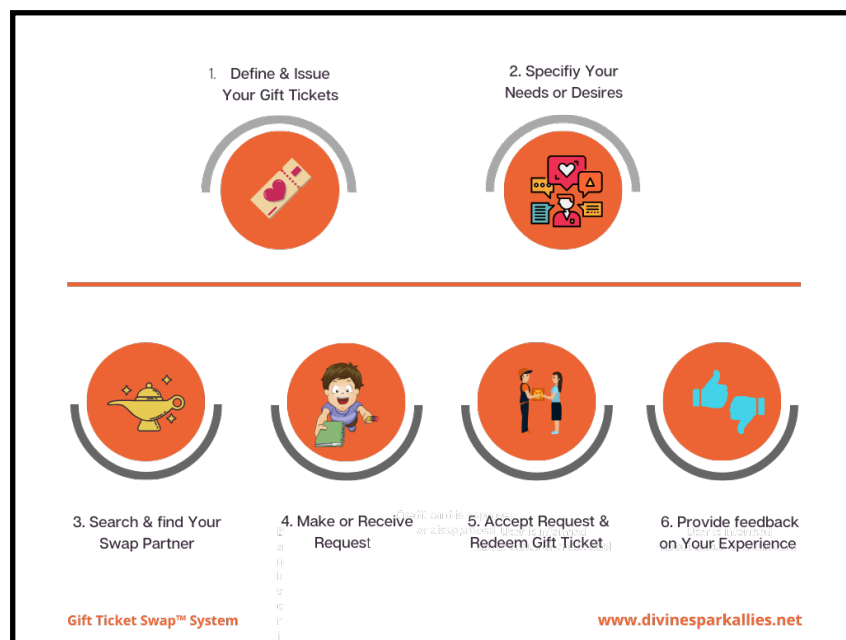 1. Define & Issue
Your Gift Tickets
2. Specifiy Your
Needs or Desires
3. Search & find Your
Swap Partner
4. Make or Receive
Request
5. Accept Request &
Redeem Gift Ticket
6. Provide feedback
on Your Experience
Gift Ticket Swap™ System
www.divinesparkallies.net